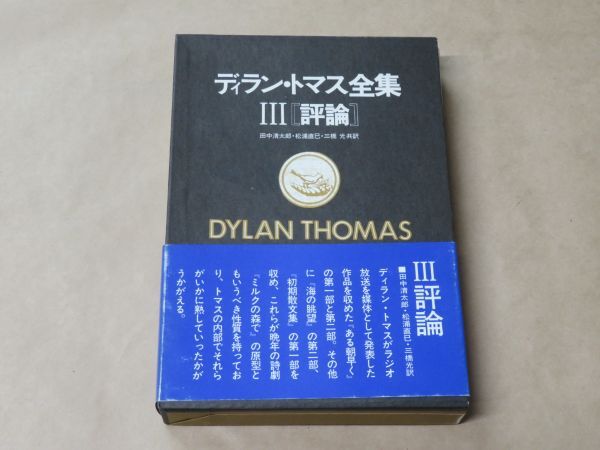 ディラン・トマス全集
III［評論］
田中清太郎・松浦直巳・三橋 光共訳
DYLAN THOMAS
III 評論
■田中清太郎・松浦直巳・三橋光訳
ディラン・トマスがラジオ
放送を媒体として発表した
作品を収めた『ある朝早く』
の第一部と第二部。その他
に『海の眺望』の第二部、
『初期散文集』の第一部を
収め、これらが晩年の詩劇
『ミルクの森で』の原型と
もいうべき性質を持ってお
り、トマスの内部でそれら
がいかに熟していったかが
うかがえる。